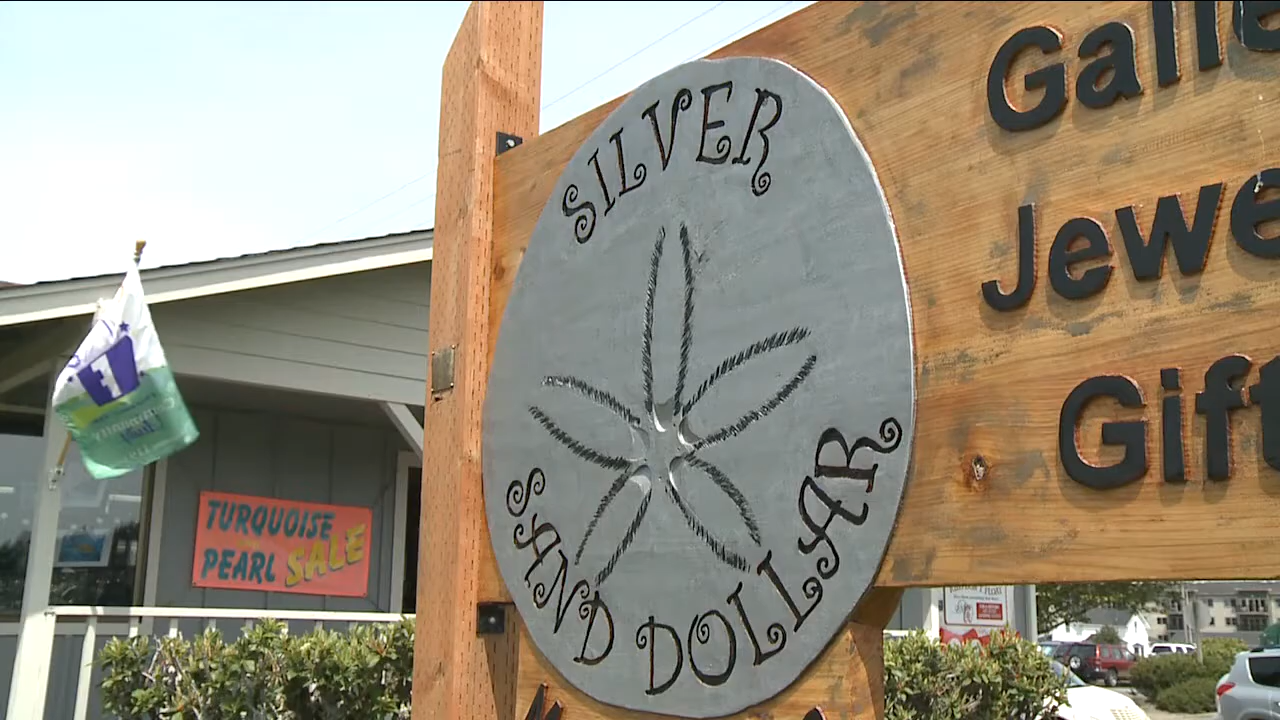 SILVER
SAND DOLLAR
Galle
Jewe
Gift
TURQUOISE
PEARL SALE